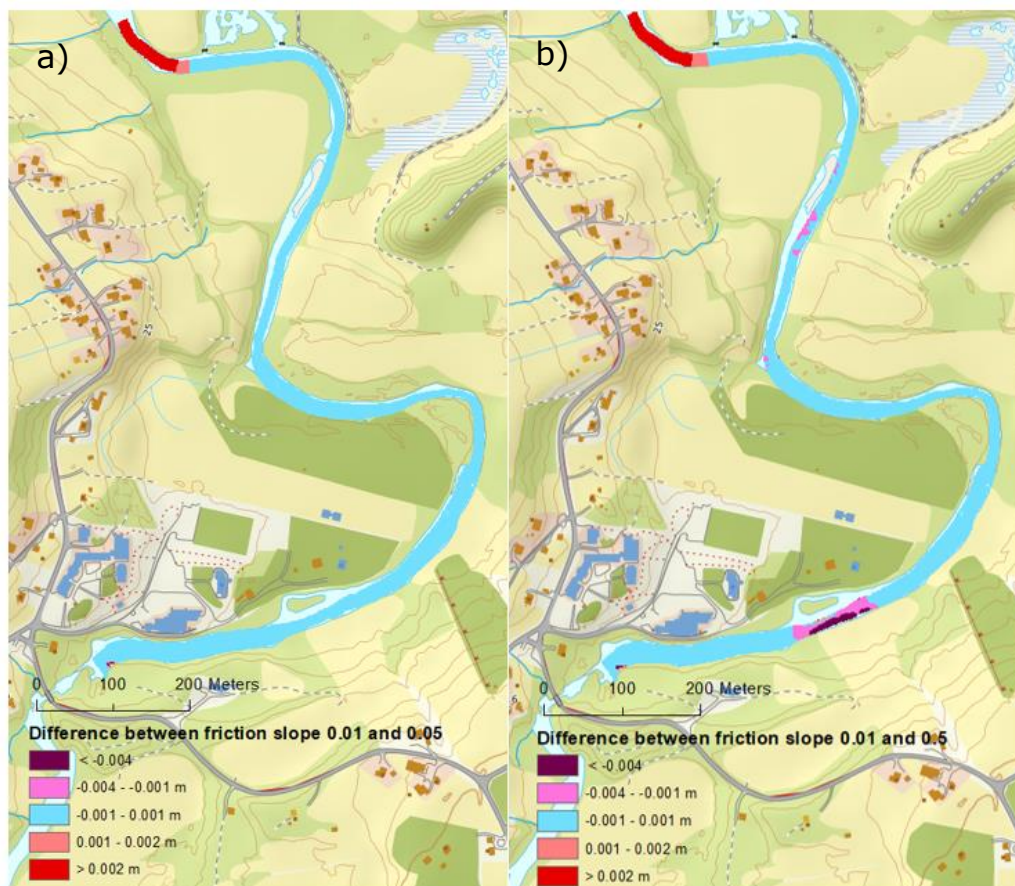 a)
25
0 100 200 Meters
Difference between friction slope 0.01 and 0.05
< -0.004
-0.004 - -0.001 m
-0.001 - 0.001 m
0.001 - 0.002 m
> 0.002 m
b)
25
0 100 200 Meters
6
Difference between friction slope 0.01 and 0.5
< -0.004
-0.004 - -0.001 m
-0.001 - 0.001 m
0.001 - 0.002 m
> 0.002 m